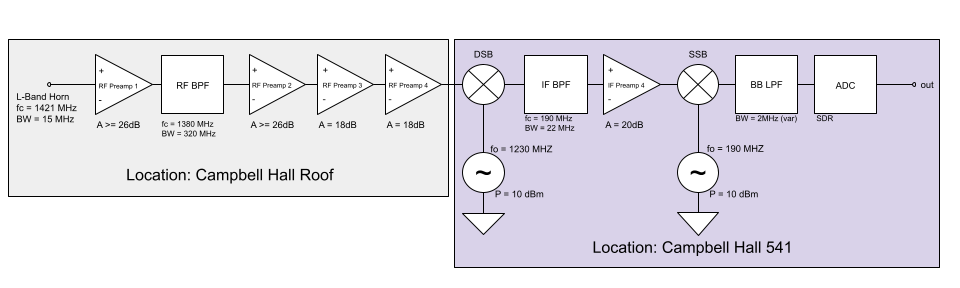 DSB
SSB
+
RF Preamp 1
-
RF BPF
+
RF Preamp 2
-
+
RF Preamp 3
-
+
RF Preamp 4
-
IF BPF
+
IF Preamp 4
-
BB LPF
ADC
out
L-Band Horn
fc = 1421 MHz
BW = 15 MHz
A >= 26dB
fc = 1380 MHz
BW = 320 MHz
A >= 26dB
A = 18dB
A = 18dB
fc = 190 MHz
BW = 22 MHz
A = 20dB
BW = 2MHz (var)
SDR
fo = 1230 MHZ
~
P = 10 dBm
fo = 190 MHZ
~
P = 10 dBm
Location: Campbell Hall Roof
Location: Campbell Hall 541